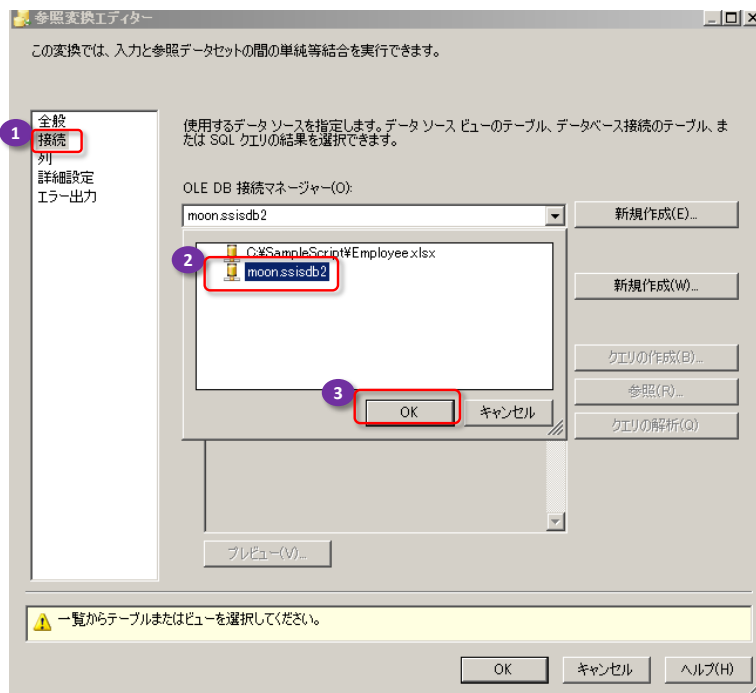 参照変換エディター
この変換では、入力と参照データセットの間の単純等結合を実行できます。
1
全般
接続
列
詳細設定
エラー出力
使用するデータ ソースを指定します。データ ソース ビューのテーブル、データベース接続のテーブル、ま
たは SQL クエリの結果を選択できます。
OLE DB 接続マネージャー(O):
moon.ssisdb2
新規作成(E)...
C:¥SampleScript¥Employee.xlsx
2
moon.ssisdb2
新規作成(W)...
クエリの作成(B)...
3
参照(R)...
OK
キャンセル
クエリの解析(Q)
プレビュー(V)...
一覧からテーブルまたはビューを選択してください。
OK
キャンセル
ヘルプ(H)